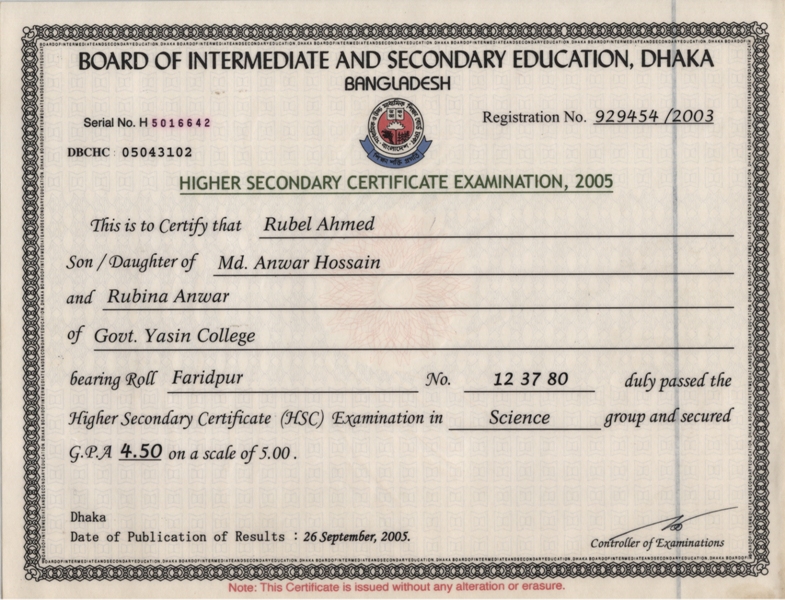 BOARD OF INTERMEDIATE AND SECONDARY EDUCATION, DHAKA
BANGLADESH
Serial No. H 5016642
Registration No. 929454 /2003
DBCHC 05043102
HIGHER SECONDARY CERTIFICATE EXAMINATION, 2005
This is to Certify that Rubel Ahmed
Son / Daughter of Md. Anwar Hossain
and Rubina Anwar
of Govt. Yasin College
bearing Roll Faridpur No. 12 37 80 duly passed the
Higher Secondary Certificate (HSC) Examination in Science group and secured
G.P.A 4.50 on a scale of 5.00 .
Dhaka
Date of Publication of Results : 26 September, 2005.
Controller of Examinations
Note: This Certificate is issued without any alteration or erasure.